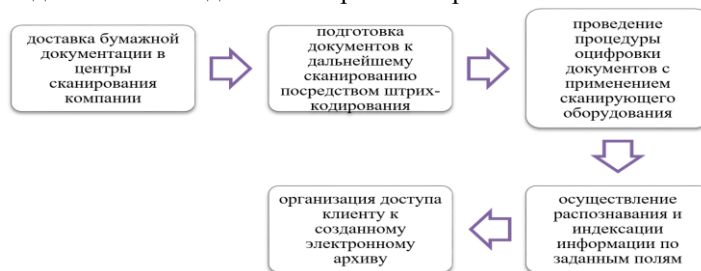 доставка бумажной
документации в
центры
сканирования
компании
подготовка
документов к
дальнейшему
сканированию
посредством штрих-
кодирования
проведение
процедуры
оцифровки
документов с
применением
сканирующего
оборудования
осуществление
распознавания и
индексации
информации по
заданным полям
организация доступа
клиенту к
созданному
электронному
архиву